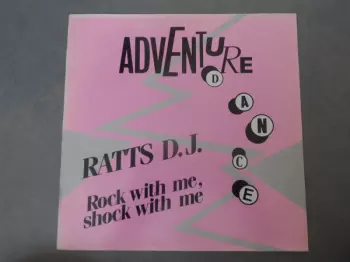 ADVENTURE
DANCE
RATTS D.J.
Rock with me,
shock with me